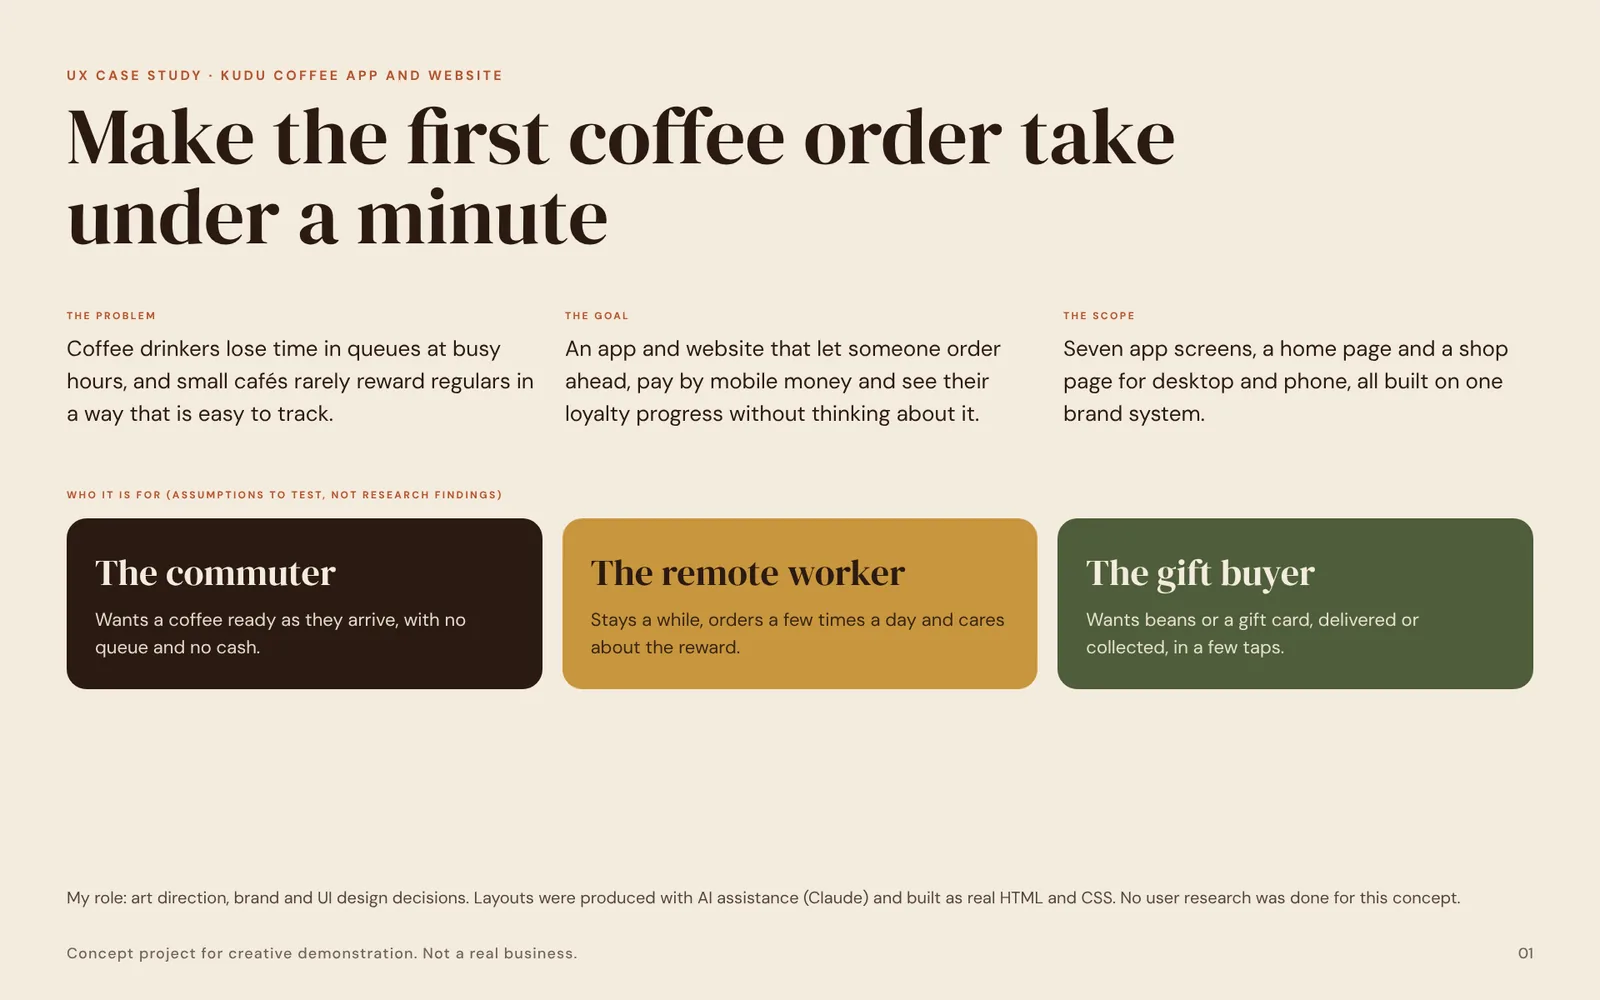 UX CASE STUDY · KUDU COFFEE APP AND WEBSITE
Make the first coffee order take
under a minute
THE PROBLEM
Coffee drinkers lose time in queues at busy
hours, and small cafés rarely reward regulars in
a way that is easy to track.
THE GOAL
An app and website that let someone order
ahead, pay by mobile money and see their
loyalty progress without thinking about it.
THE SCOPE
Seven app screens, a home page and a shop
page for desktop and phone, all built on one
brand system.
WHO IT IS FOR (ASSUMPTIONS TO TEST, NOT RESEARCH FINDINGS)
The commuter
Wants a coffee ready as they arrive, with no
queue and no cash.
The remote worker
Stays a while, orders a few times a day and cares
about the reward.
The gift buyer
Wants beans or a gift card, delivered or
collected, in a few taps.
My role: art direction, brand and UI design decisions. Layouts were produced with AI assistance (Claude) and built as real HTML and CSS. No user research was done for this concept.
Concept project for creative demonstration. Not a real business.
01